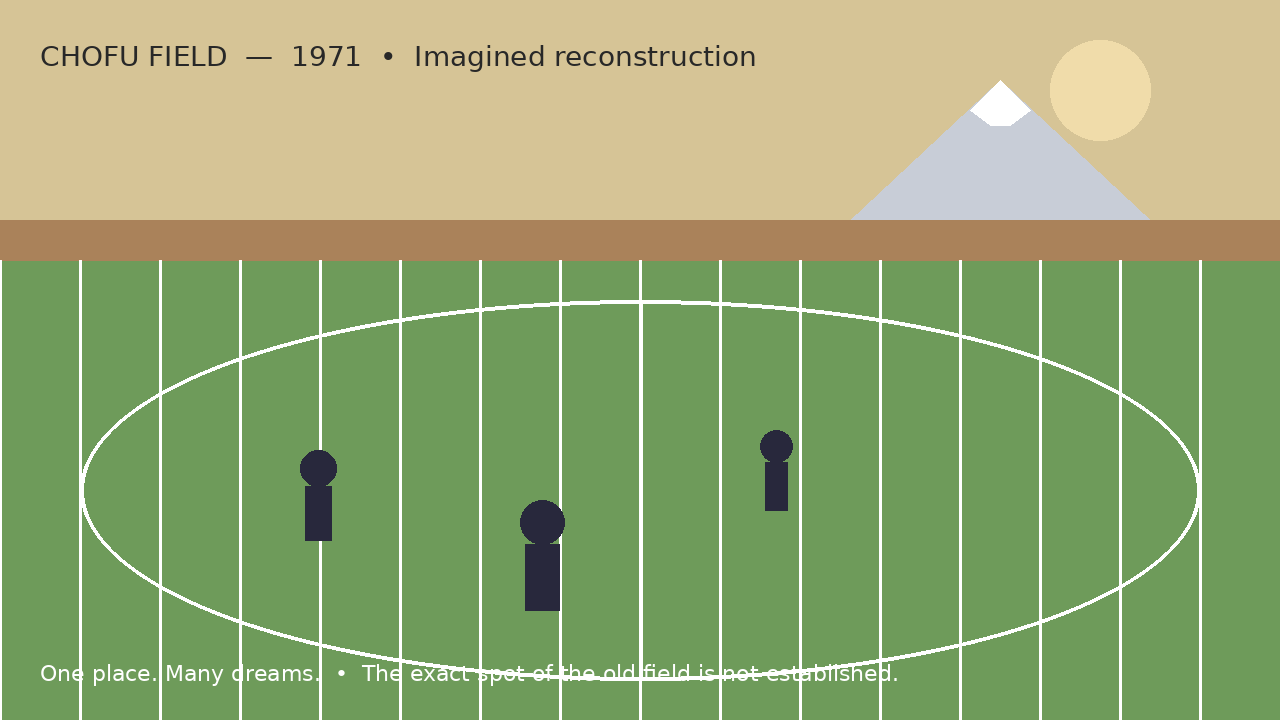 CHOFU FIELD — 1971 • Imagined reconstruction
One place. Many dreams. • The exact spot of the old field is not established.